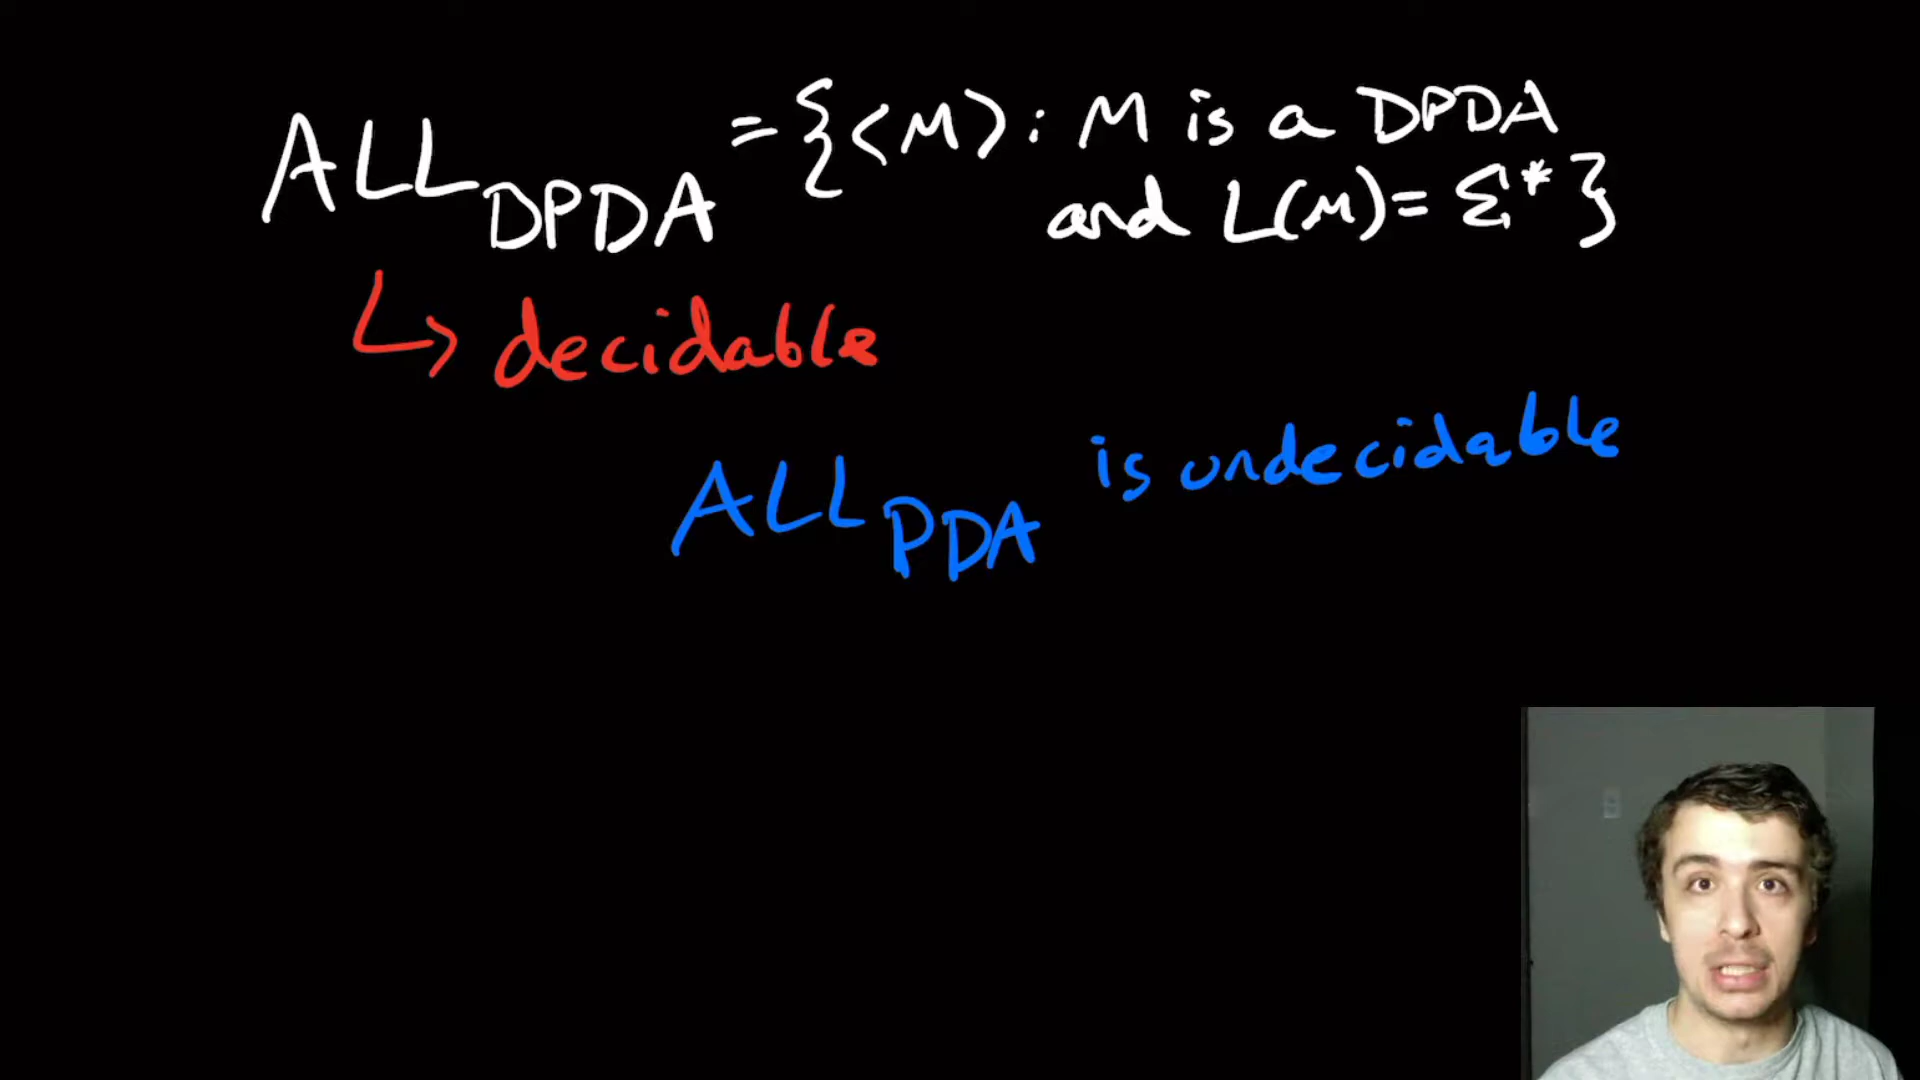 ALL_DPDA = {<M>: M is a DPDA
and L(M) = Σ* }
↳ decidable
ALL_PDA is undecidable